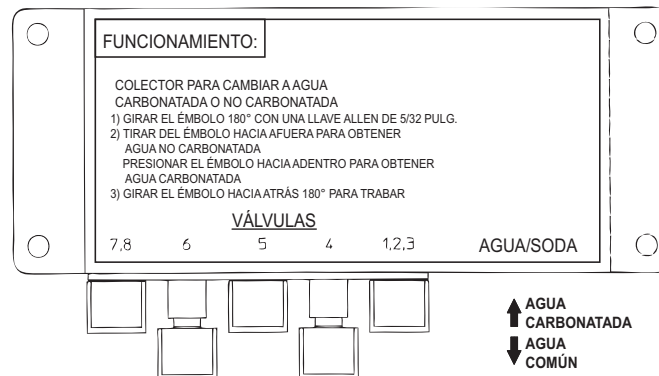 FUNCIONAMIENTO:
COLECTOR PARA CAMBIAR A AGUA
CARBONATADA O NO CARBONATADA
1) GIRAR EL ÉMBOLO 180° CON UNA LLAVE ALLEN DE 5/32 PULG.
2) TIRAR DEL ÉMBOLO HACIA AFUERA PARA OBTENER
AGUA NO CARBONATADA
PRESIONAR EL ÉMBOLO HACIA ADENTRO PARA OBTENER
AGUA CARBONATADA
3) GIRAR EL ÉMBOLO HACIA ATRÁS 180° PARA TRABAR
VÁLVULAS
7,8 6 5 4 1,2,3 AGUA/SODA
AGUA
CARBONATADA
AGUA
COMÚN